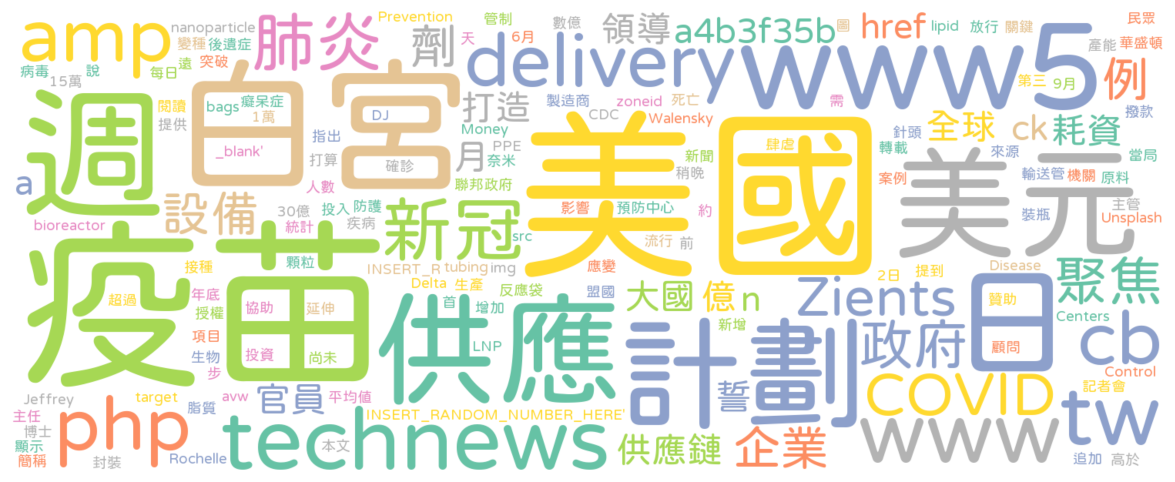 amp
肺炎
nanoparticle
Prevention
管制
數億
領導
a4b3f35b
href
lipid
放行
圖
關鍵
民眾
產能
華盛頓
變種
後遺症
劑
6月
天
delivery
www
5
例
病毒
15萬
說
每日
遠
突破
白宮
打造
製造商
zoneid
死亡
第三
9月
週
閱讀
提供
bags
癡呆症
1萬
DJ
指出
月
CDC
Walensky
美國
需
全球
ck
耗資
撥款
_blank'
打算
確診
Money
PPE
奈米
新聞
稍晚
肆虐
針頭
轉載
來源
當局
a
設備
人數
聯邦政府
美元
案例
輸送管
機關
原料
bioreactor
30億
統計
投入
防護
疾病
新冠
src
影響
預防中心
約
裝瓶
主管
Unsplash
疫苗
接種
顆粒
INSERT_R
tubing
img
流行
前
應變
Delta
生產
反應袋
盟國
大國
億
n
Zients
2日
提到
Disease
聚焦
超過
年底
授權
協助
延伸
供應
首
增加
LNP
新增
計劃
政府
日
贊助
顧問
Centers
cb
Control
項目
生物
步
投資
尚未
Jeffrey
php
target
脂質
avw
官員
平均值
INSERT_RANDOM_NUMBER_HERE'
誓
COVID
記者會
tw
主任
博士
顯示
簡稱
封裝
Rochelle
technews
本文
供應鏈
企業
www
追加
高於